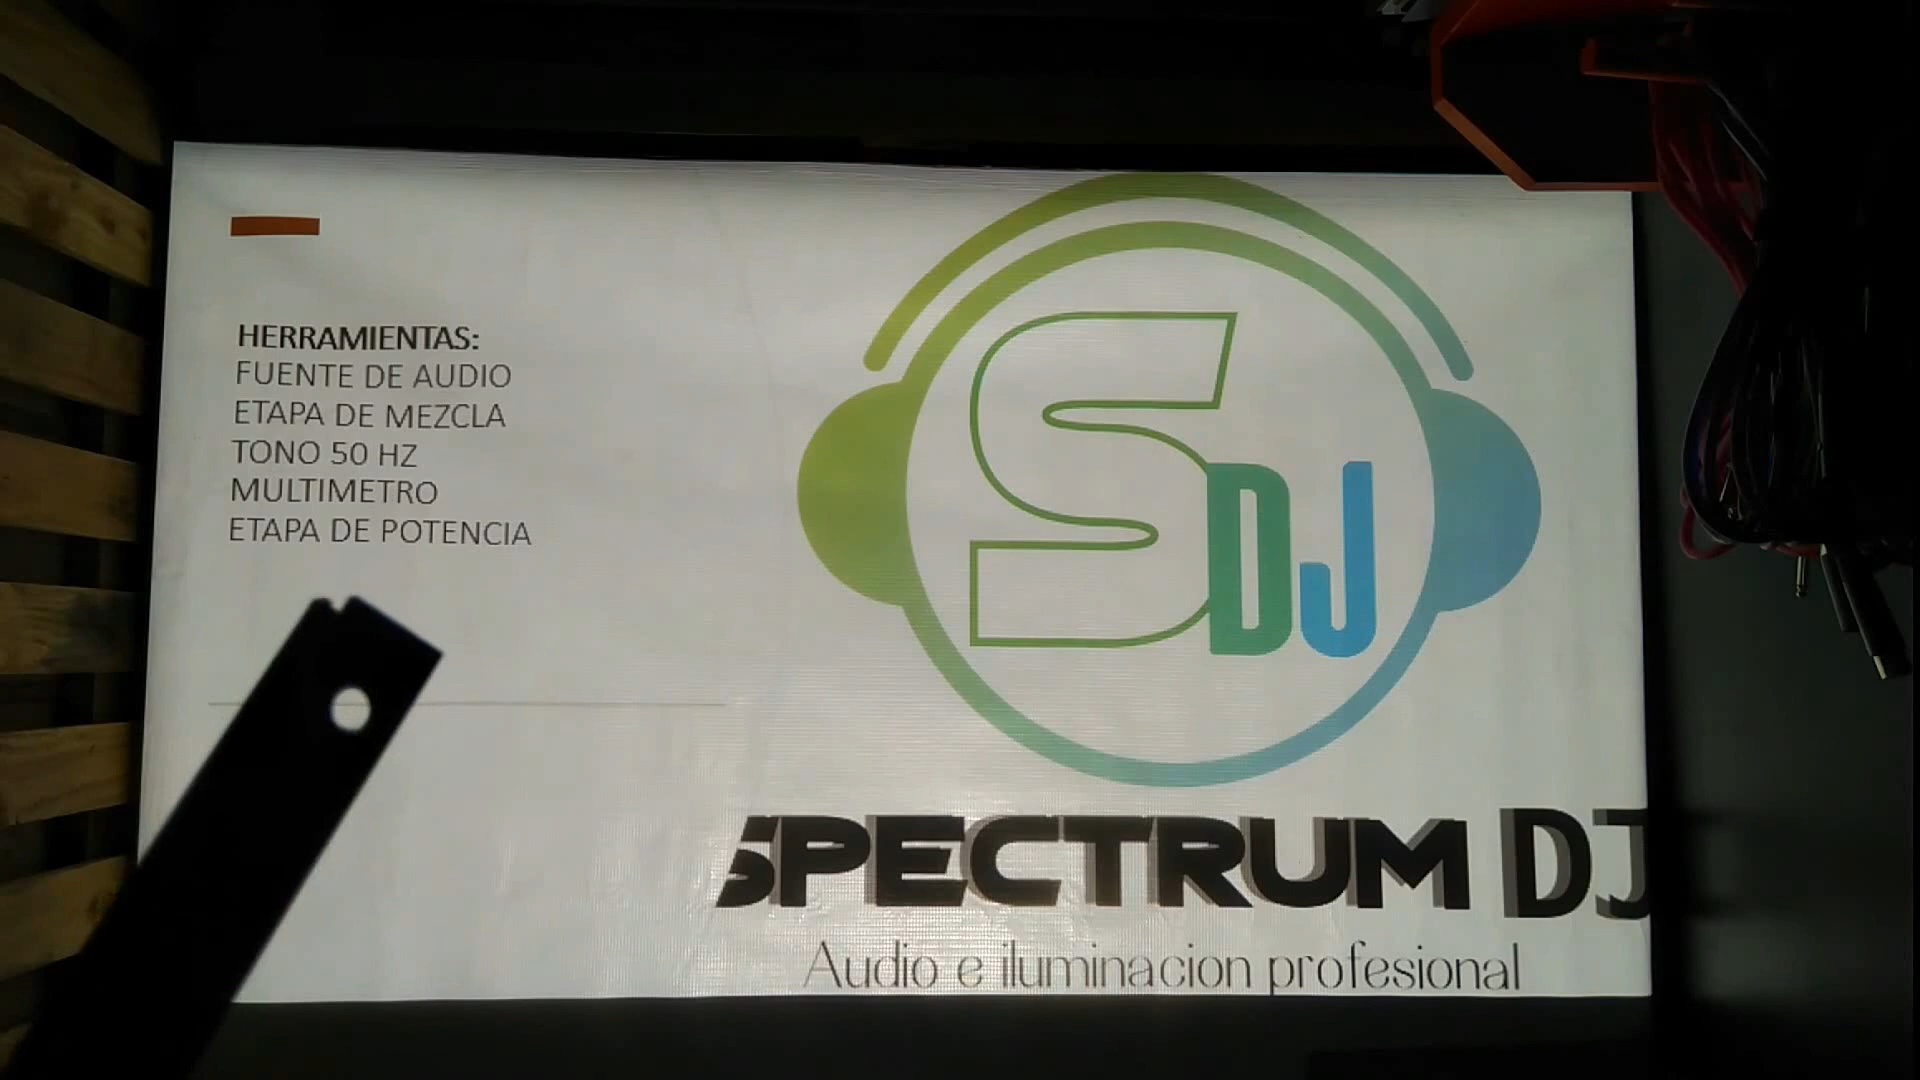 HERRAMIENTAS:
FUENTE DE AUDIO
ETAPA DE MEZCLA
TONO 50 HZ
MULTIMETRO
ETAPA DE POTENCIA
SDJ
SPECTRUM DJ
Audio e iluminacion profesional